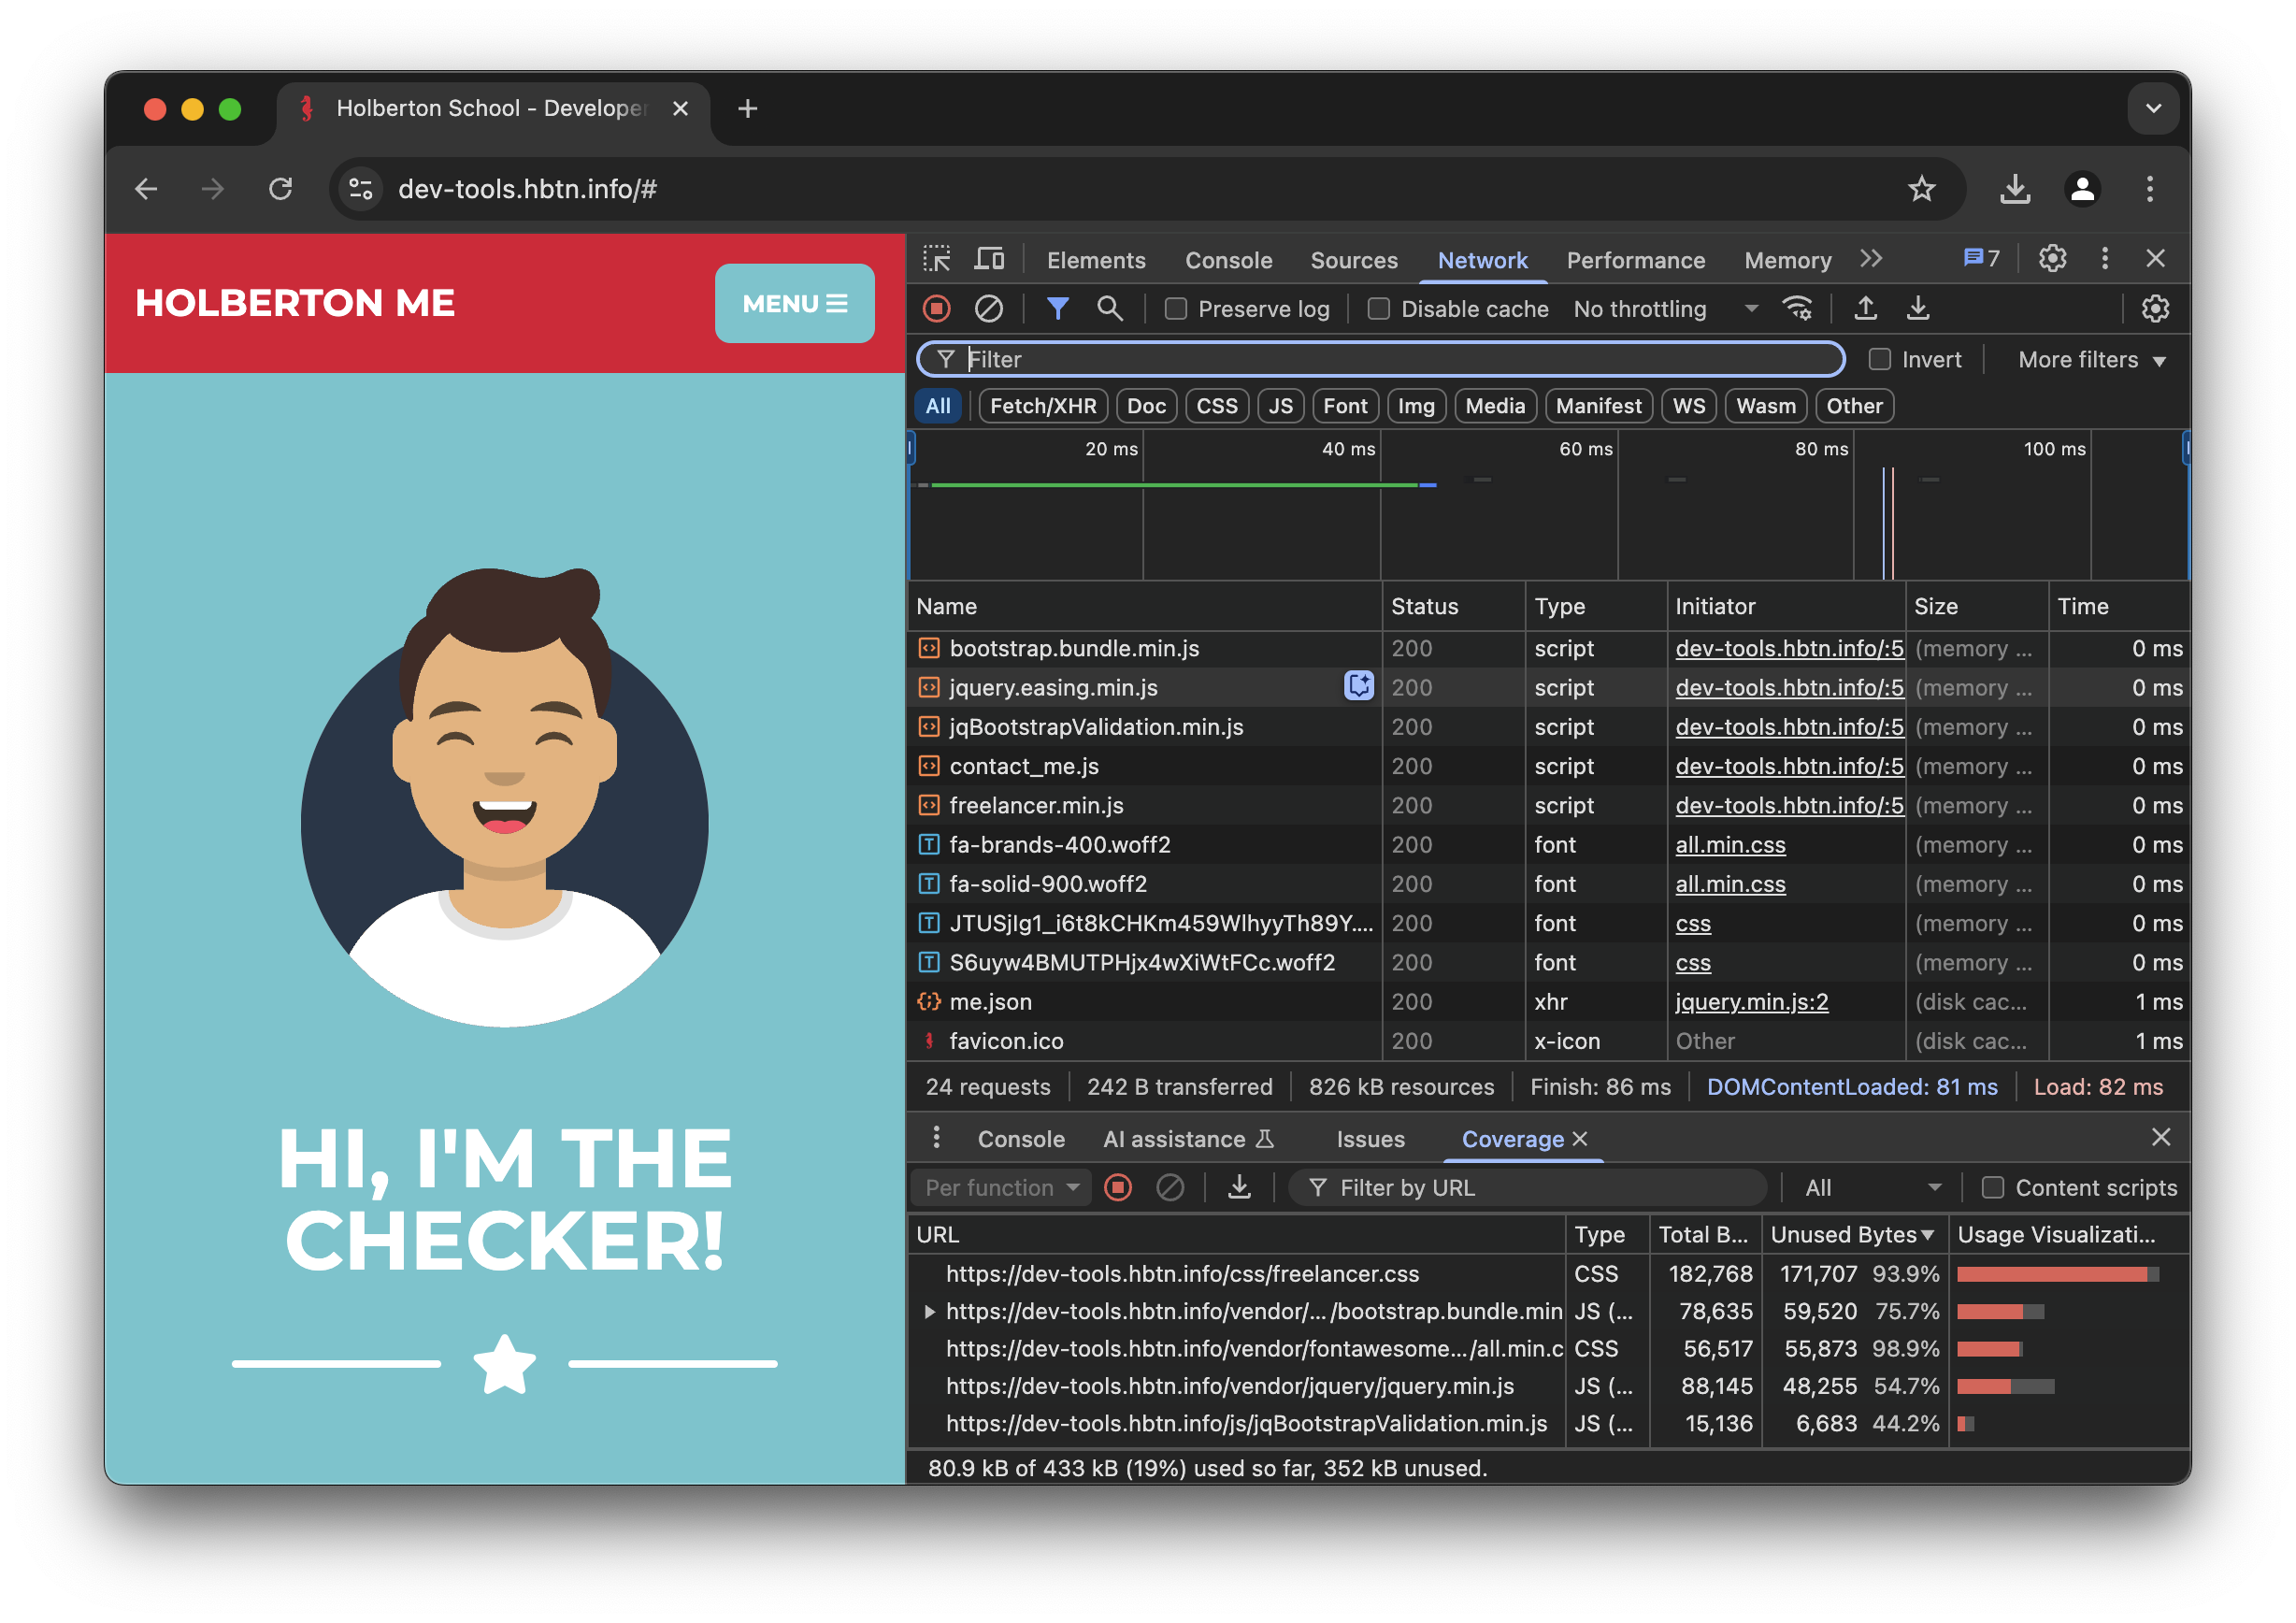 Holberton School - Developer
dev-tools.hbtn.info/#
HOLBERTON ME
MENU
HI, I'M THE
CHECKER!
Elements Console Sources Network Performance Memory 7
Preserve log Disable cache No throttling
Filter Invert More filters
All Fetch/XHR Doc CSS JS Font Img Media Manifest WS Wasm Other
20 ms 40 ms 60 ms 80 ms 100 ms
Name Status Type Initiator Size Time
bootstrap.bundle.min.js 200 script dev-tools.hbtn.info/:5 (memory ... 0 ms
jquery.easing.min.js 200 script dev-tools.hbtn.info/:5 (memory ... 0 ms
jqBootstrapValidation.min.js 200 script dev-tools.hbtn.info/:5 (memory ... 0 ms
contact_me.js 200 script dev-tools.hbtn.info/:5 (memory ... 0 ms
freelancer.min.js 200 script dev-tools.hbtn.info/:5 (memory ... 0 ms
fa-brands-400.woff2 200 font all.min.css (memory ... 0 ms
fa-solid-900.woff2 200 font all.min.css (memory ... 0 ms
JTUSjIg1_i6t8kCHKm459WlhyyTh89Y.... 200 font css (memory ... 0 ms
S6uyw4BMUTPHjx4wXiWtFCc.woff2 200 font css (memory ... 0 ms
me.json 200 xhr jquery.min.js:2 (disk cac... 1 ms
favicon.ico 200 x-icon Other (disk cac... 1 ms
24 requests 242 B transferred 826 kB resources Finish: 86 ms DOMContentLoaded: 81 ms Load: 82 ms
Console AI assistance Issues Coverage
Per function Filter by URL All Content scripts
URL Type Total B... Unused Bytes Usage Visualizati...
https://dev-tools.hbtn.info/css/freelancer.css CSS 182,768 171,707 93.9%
https://dev-tools.hbtn.info/vendor/... /bootstrap.bundle.min JS (... 78,635 59,520 75.7%
https://dev-tools.hbtn.info/vendor/fontawesome... /all.min.c CSS 56,517 55,873 98.9%
https://dev-tools.hbtn.info/vendor/jquery/jquery.min.js JS (... 88,145 48,255 54.7%
https://dev-tools.hbtn.info/js/jqBootstrapValidation.min.js JS (... 15,136 6,683 44.2%
80.9 kB of 433 kB (19%) used so far, 352 kB unused.